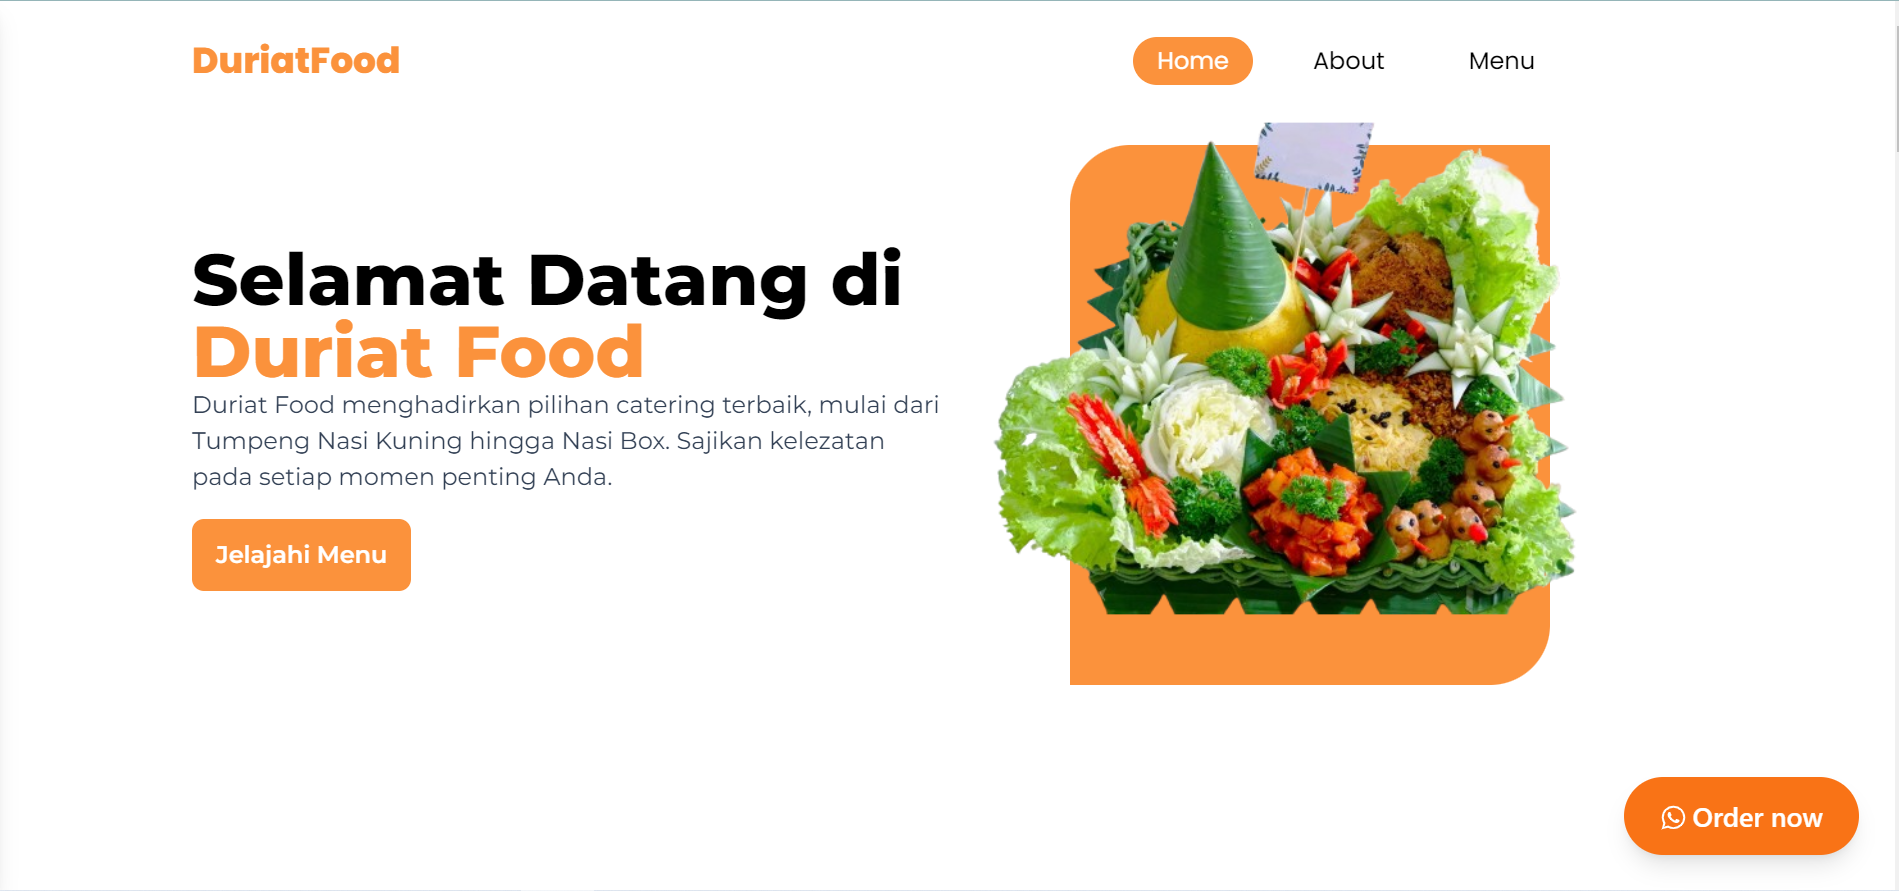 DuriatFood
Home
About
Menu
Selamat Datang di
Duriat Food
Duriat Food menghadirkan pilihan catering terbaik, mulai dari
Tumpeng Nasi Kuning hingga Nasi Box. Sajikan kelezatan
pada setiap momen penting Anda.
Jelajahi Menu
Order now